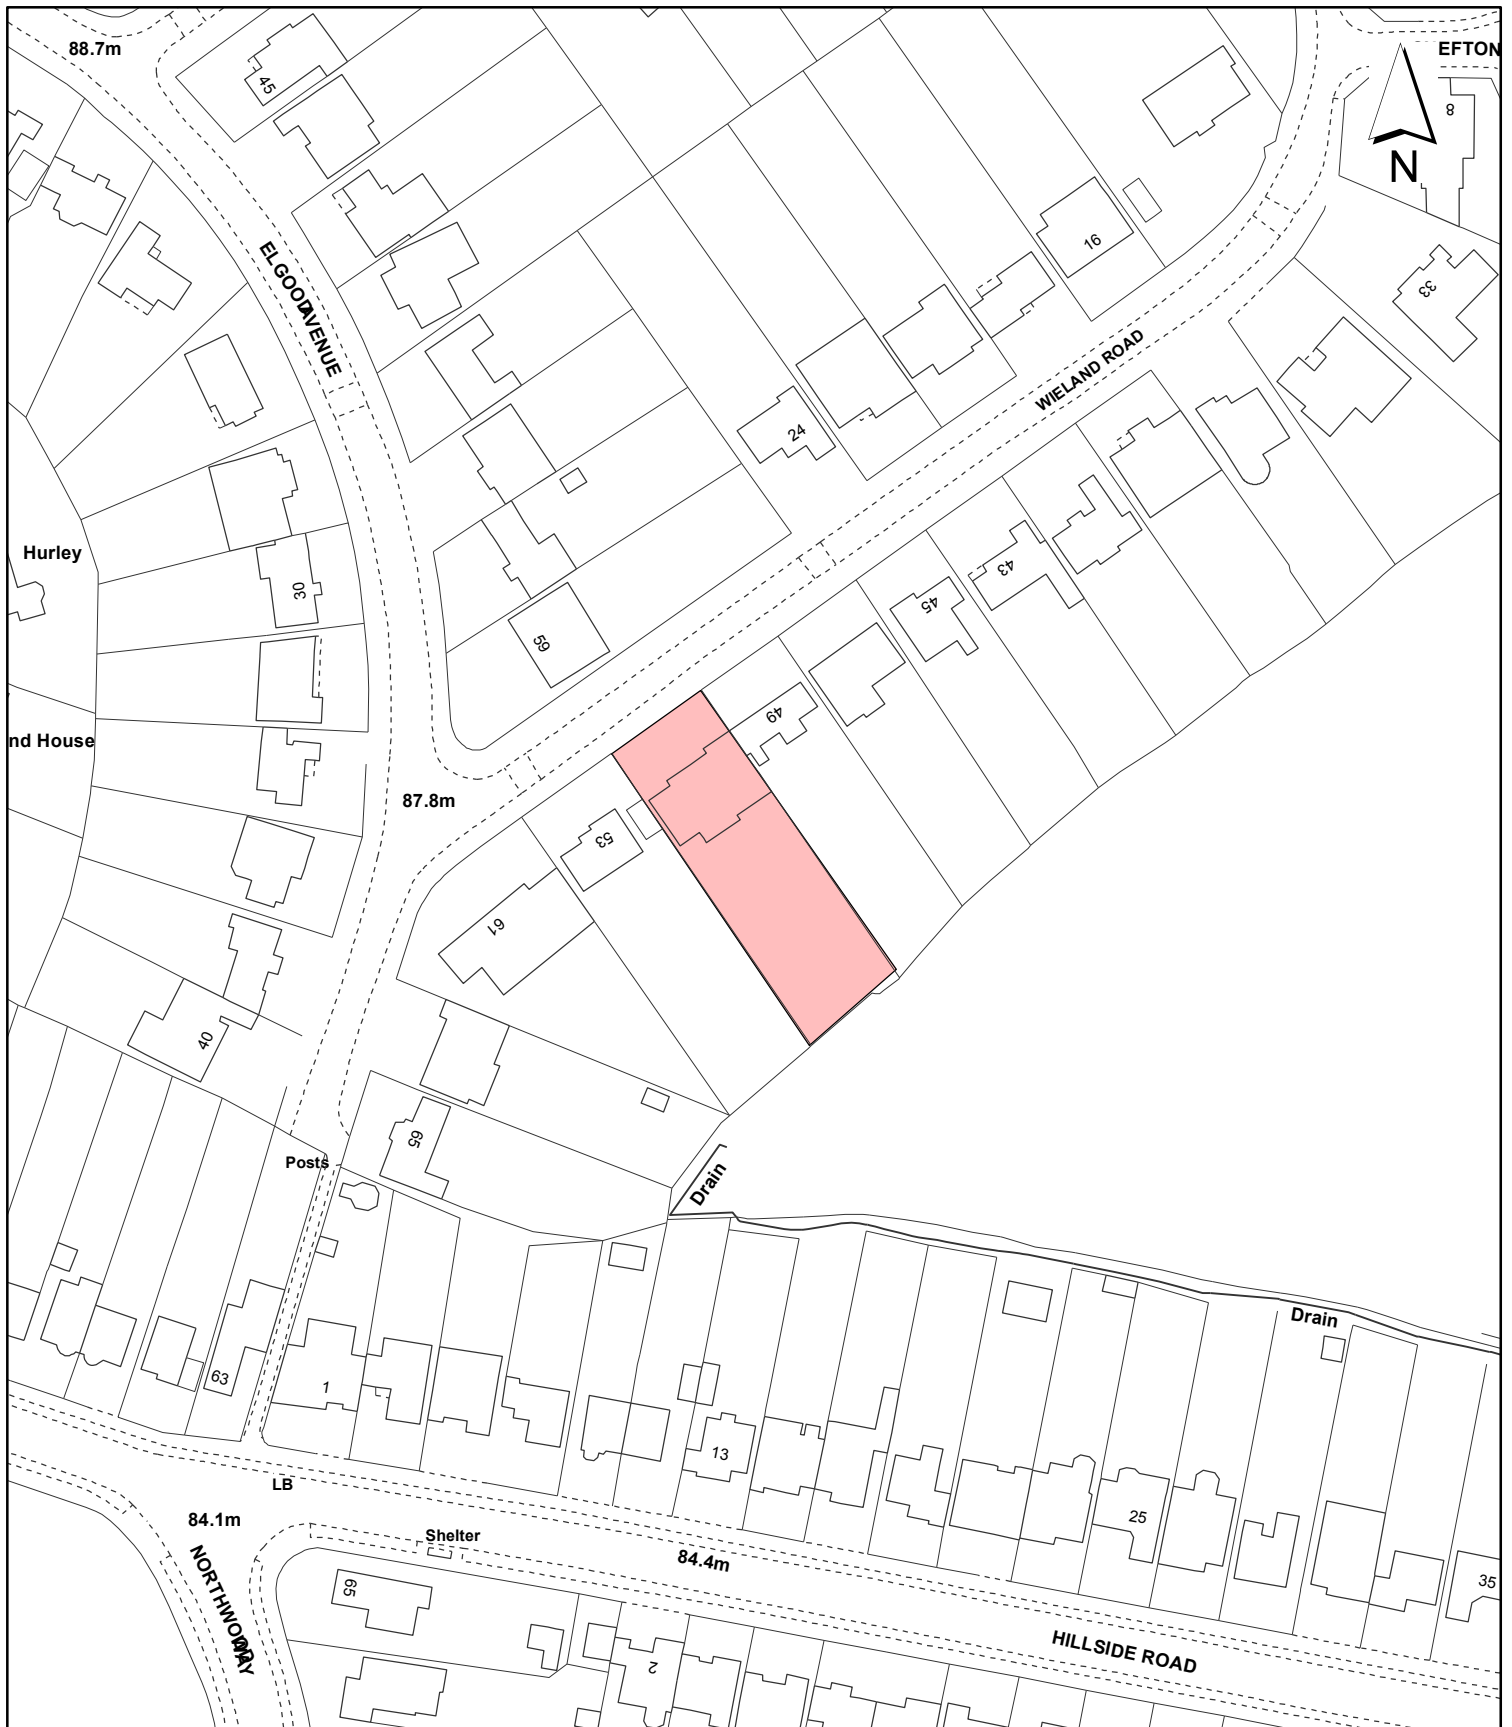 88.7m
EFTON
45
8
N
16
33
ELGOOD AVENUE
WIELAND ROAD
24
Hurley
30
43
45
59
49
nd House
87.8m
53
61
40
65
Posts
Drain
Drain
63
1
13
25
35
LB
84.1m
Shelter
84.4m
NORTHWOOD WAY
65
2
HILLSIDE ROAD